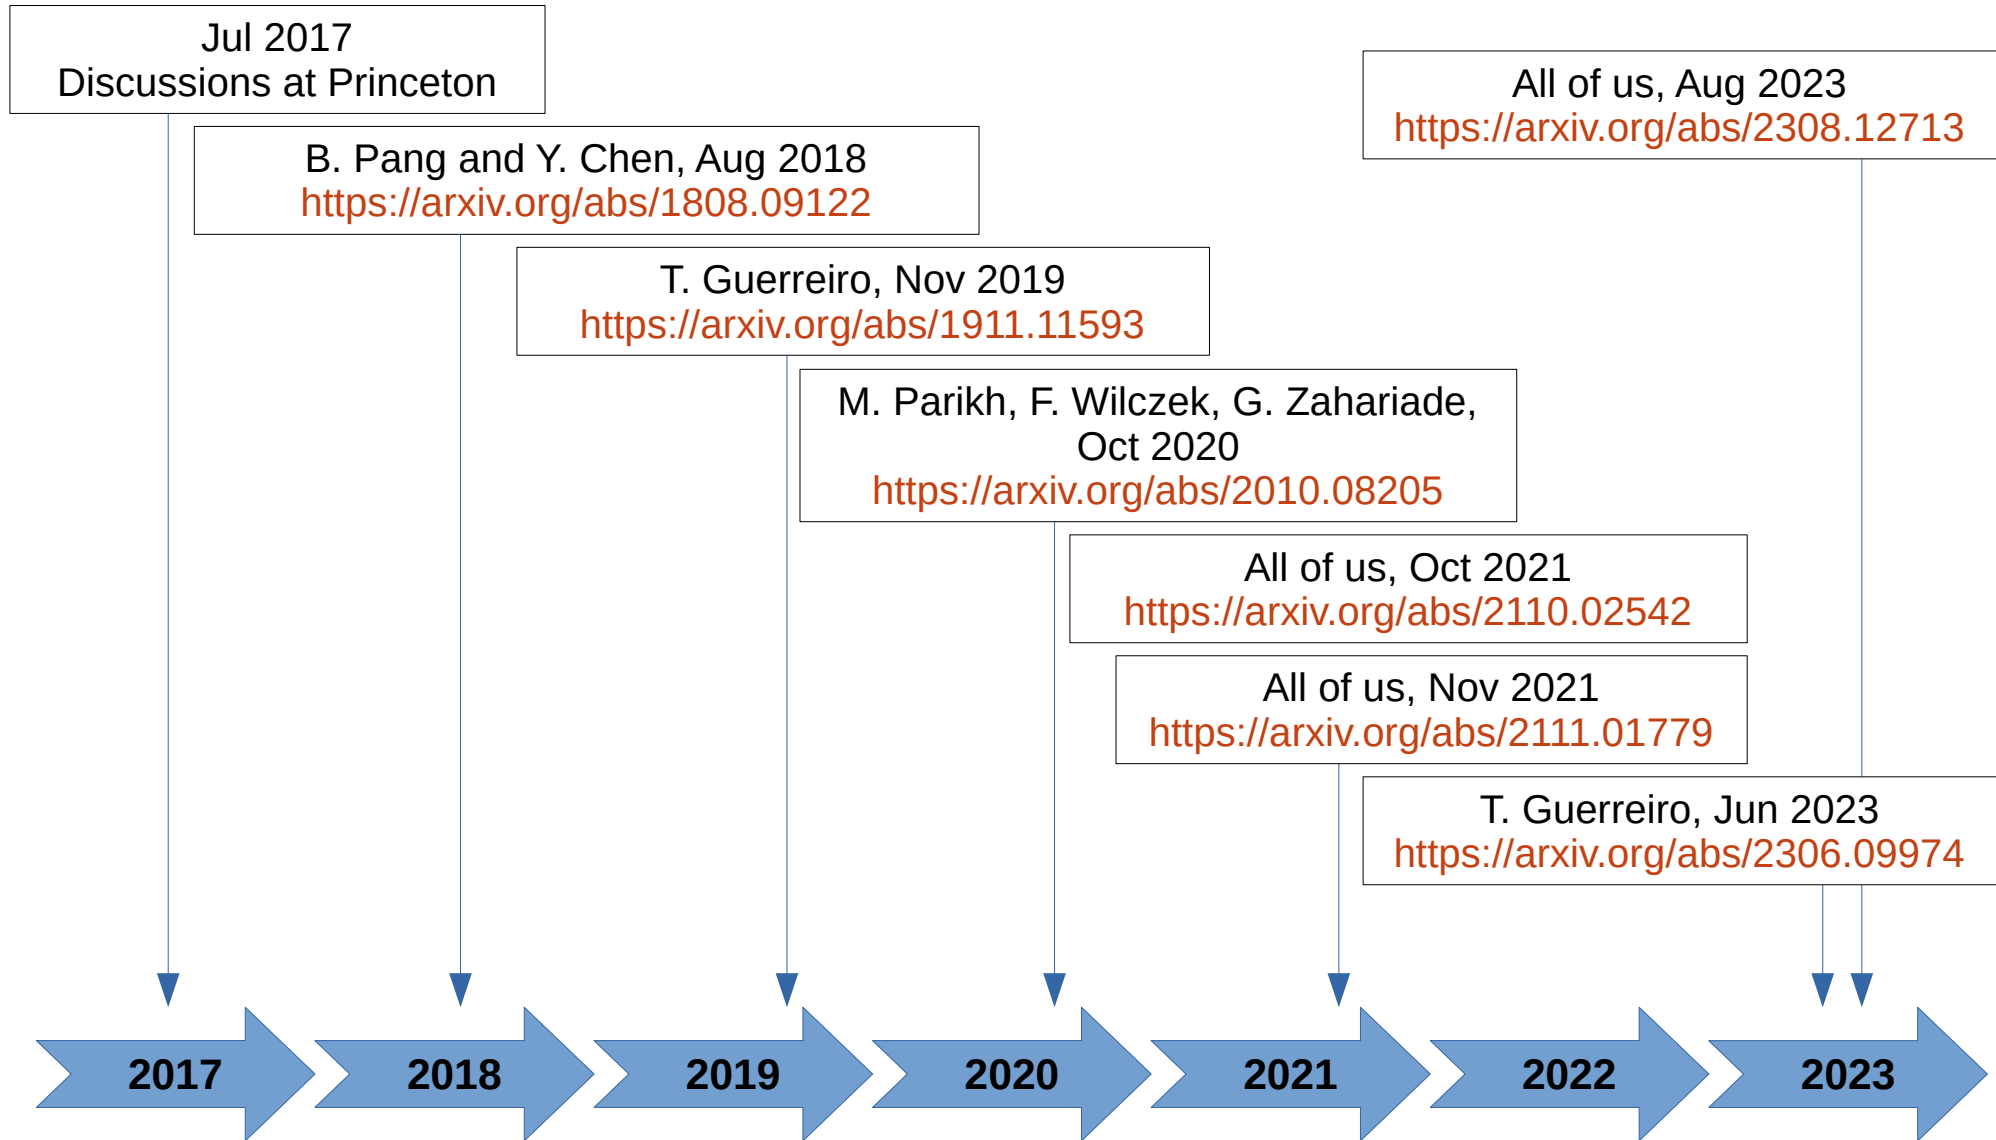 Jul 2017
Discussions at Princeton
All of us, Aug 2023
https://arxiv.org/abs/2308.12713
B. Pang and Y. Chen, Aug 2018
https://arxiv.org/abs/1808.09122
T. Guerreiro, Nov 2019
https://arxiv.org/abs/1911.11593
M. Parikh, F. Wilczek, G. Zahariade,
Oct 2020
https://arxiv.org/abs/2010.08205
All of us, Oct 2021
https://arxiv.org/abs/2110.02542
All of us, Nov 2021
https://arxiv.org/abs/2111.01779
T. Guerreiro, Jun 2023
https://arxiv.org/abs/2306.09974
2017
2018
2019
2020
2021
2022
2023